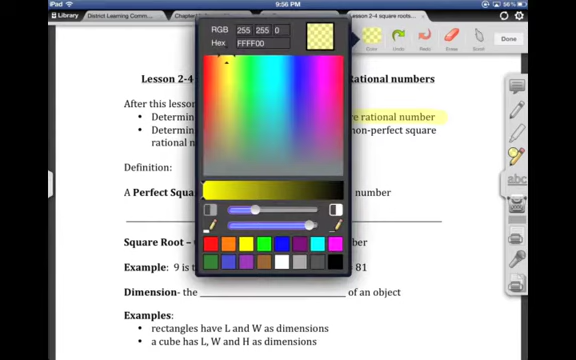 iPad 9:56 PM 56%
Library District Learning Comm... Chapter Lesson 2-4 square roots...
RGB 255 255 0
Hex FFFF00
Color Undo Redo Erase Scroll Done
Lesson 2-4 Rational numbers
After this lesson
• Determin re rational number
• Determin non-perfect square
rational n
Definition:
A Perfect Squa number
Square Root – ber
Example: 9 is t 81
Dimension- the of an object
Examples:
• rectangles have L and W as dimensions
• a cube has L, W and H as dimensions
abc